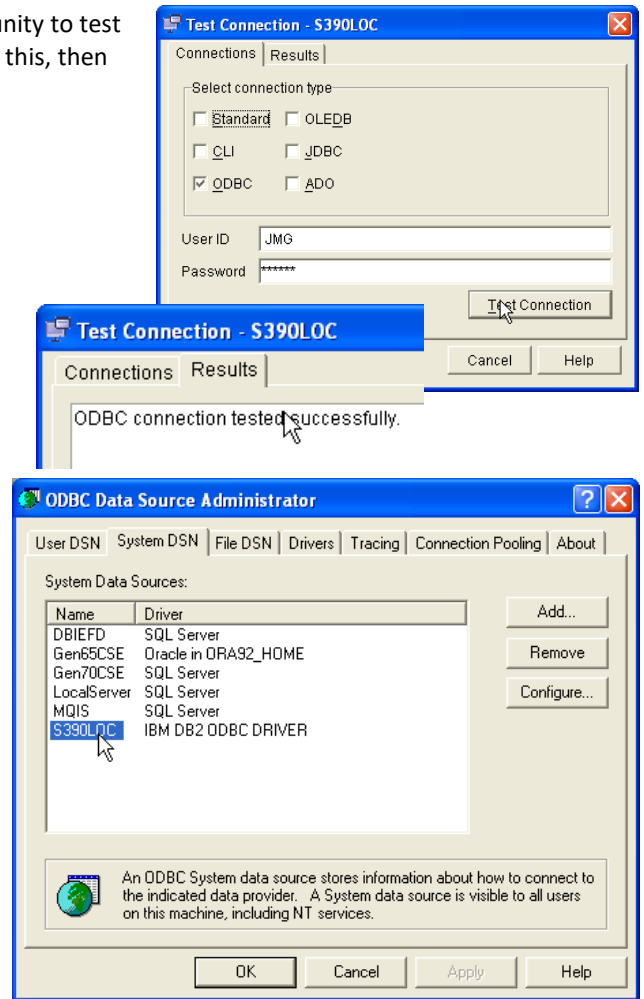 nity to test
this, then
Test Connection - S390LOC
Connections Results
Select connection type
Standard OLEDB
CLI JDBC
ODBC ADO
User ID JMG
Password ******
Test Connection
Cancel Help
Test Connection - S390LOC
Connections Results
ODBC connection tested successfully.
ODBC Data Source Administrator
User DSN System DSN File DSN Drivers Tracing Connection Pooling About
System Data Sources:
Name Driver
DBIEFD SQL Server
Gen65CSE Oracle in ORA92_HOME
Gen70CSE SQL Server
LocalServer SQL Server
MQIS SQL Server
S390LOC IBM DB2 ODBC DRIVER
Add...
Remove
Configure...
An ODBC System data source stores information about how to connect to
the indicated data provider. A System data source is visible to all users
on this machine, including NT services.
OK Cancel Apply Help